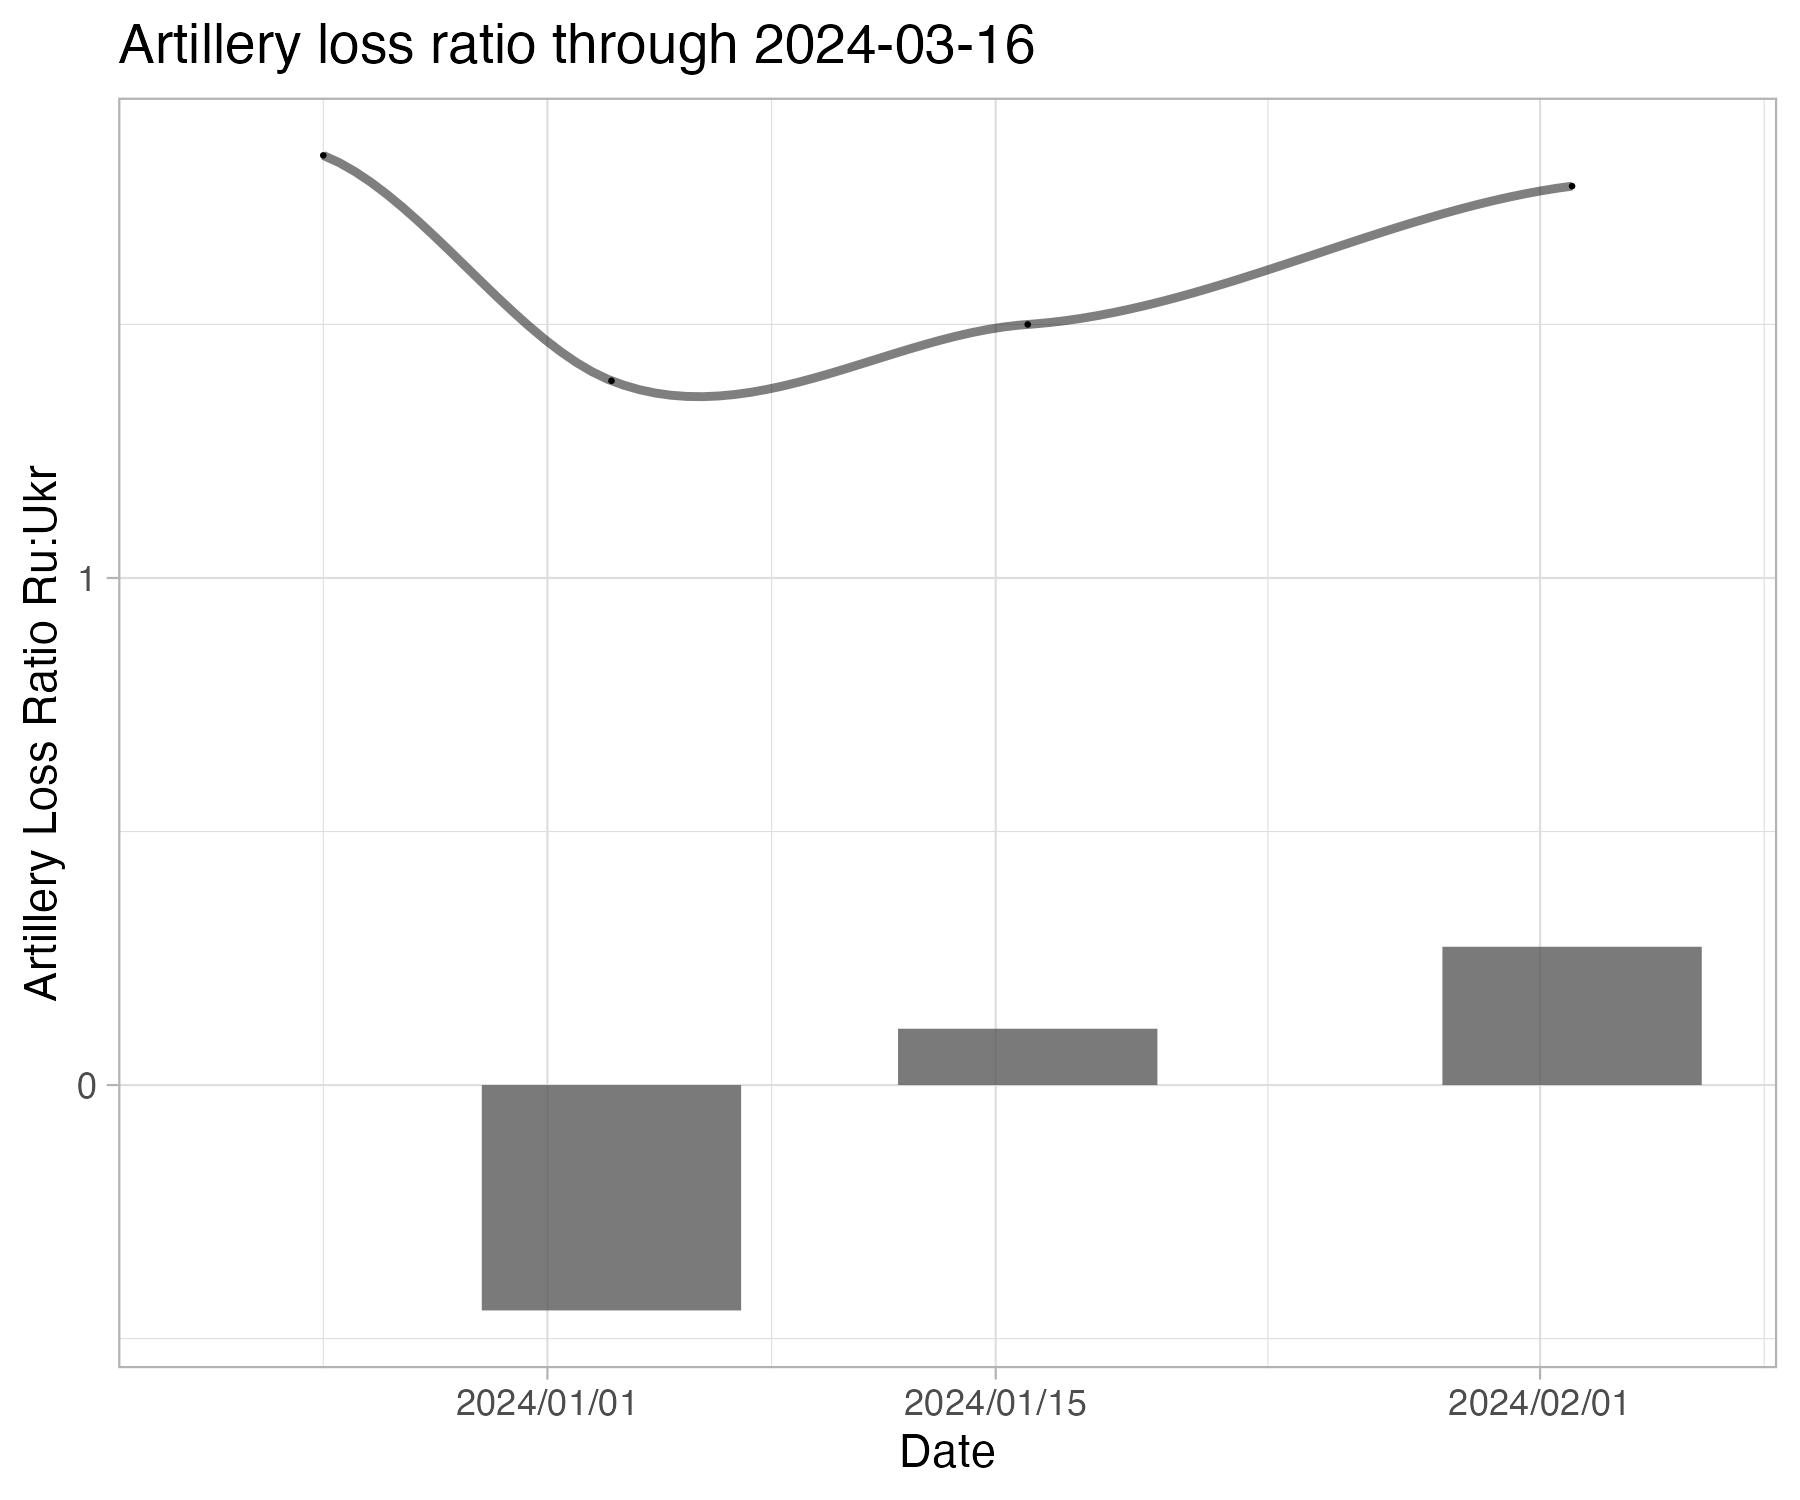 Artillery loss ratio through 2024-03-16
Artillery Loss Ratio Ru:Ukr
1
0
2024/01/01
2024/01/15
2024/02/01
Date